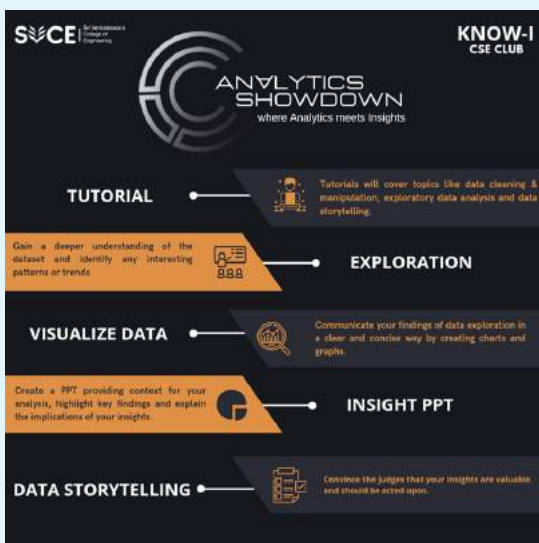 SVCE
Sri Venkateswara
College of
Engineering
KNOW-I
CSE CLUB
ANALYTICS
SHOWDOWN
where Analytics meets Insights
TUTORIAL
Tutorials will cover topics like data cleaning &
manipulation, exploratory data analysis and data
storytelling.
Gain a deeper understanding of the
dataset and identify any interesting
patterns or trends
EXPLORATION
VISUALIZE DATA
Communicate your findings of data exploration in
a clear and concise way by creating charts and
graphs.
Create a PPT providing context for your
analysis, highlight key findings and explain
the implications of your insights.
INSIGHT PPT
DATA STORYTELLING
Convince the judges that your insights are valuable
and should be acted upon.